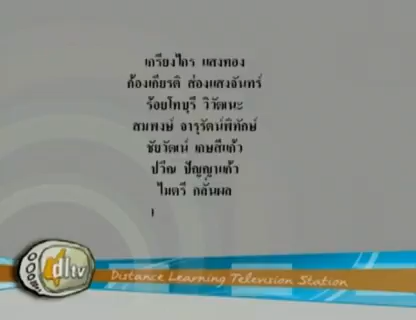 เกรียงไกร แสงทอง
ก้องเกียรติ ส่องแสงจันทร์
ร้อยโทบุรี วิวัฒนะ
สมพงษ์ จารุรัตน์พิทักษ์
ชัยวัฒน์ เกษสีแก้ว
ปวีณ ปัญญาแก้ว
ไมตรี กลั่นผล
dltv
Distance Learning Television Station